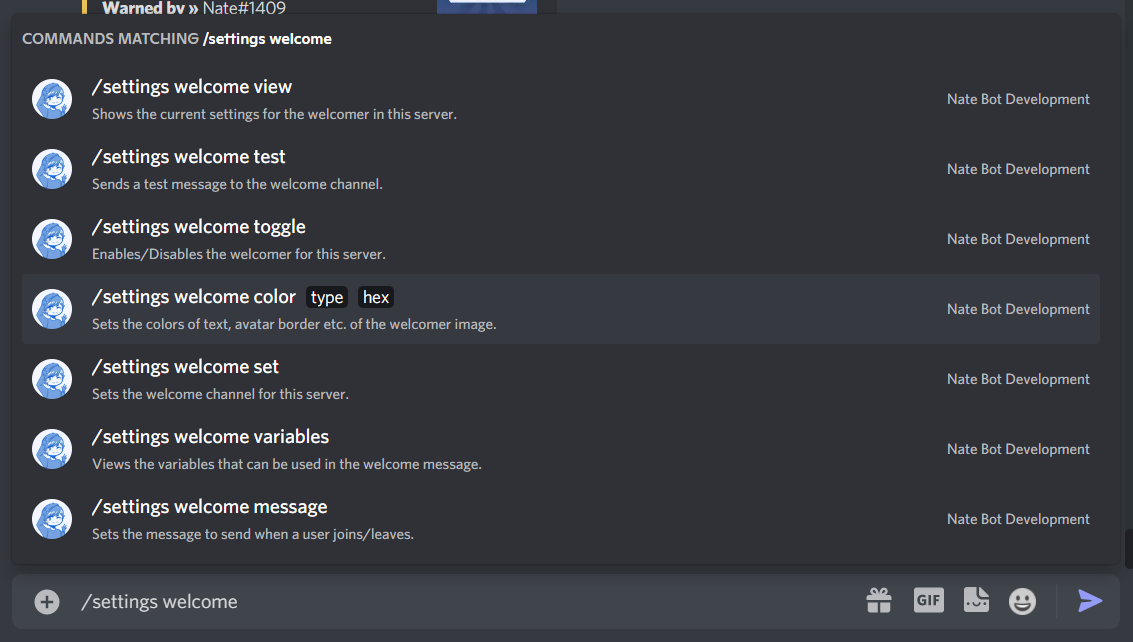 Warned by » Nate#1409
COMMANDS MATCHING /settings welcome
/settings welcome view
Shows the current settings for the welcomer in this server.
Nate Bot Development
/settings welcome test
Sends a test message to the welcome channel.
Nate Bot Development
/settings welcome toggle
Enables/Disables the welcomer for this server.
Nate Bot Development
/settings welcome color type hex
Sets the colors of text, avatar border etc. of the welcomer image.
Nate Bot Development
/settings welcome set
Sets the welcome channel for this server.
Nate Bot Development
/settings welcome variables
Views the variables that can be used in the welcome message.
Nate Bot Development
/settings welcome message
Sets the message to send when a user joins/leaves.
Nate Bot Development
/settings welcome
GIF